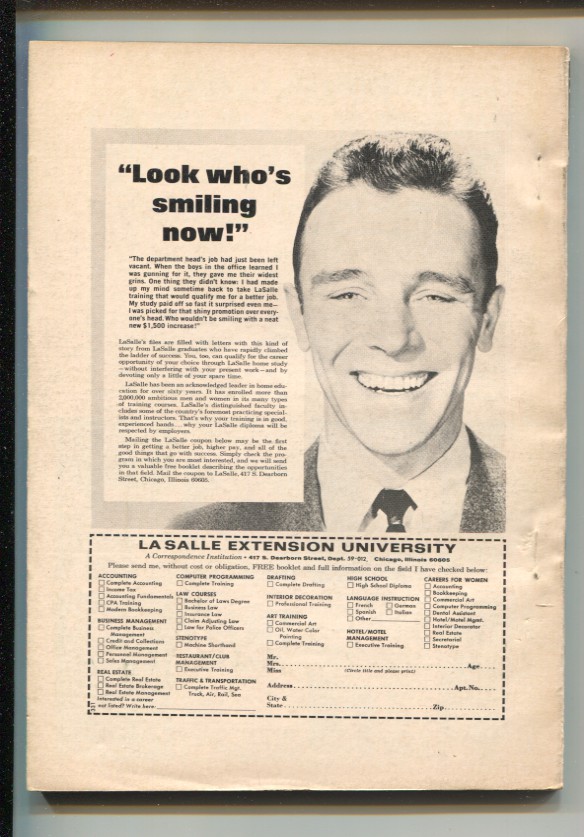 “Look who’s
smiling
now!”
“The department head’s job had just been left
vacant. When the boys in the office learned I
was gunning for it, they gave me their widest
grins. One thing they didn’t know: I had made
up my mind sometime back to take LaSalle
training that would qualify me for a better job.
My study paid off so fast it surprised even me—
I was picked for that shiny promotion over every-
one’s head. Who wouldn’t be smiling with a neat
new $1,500 increase!”
LaSalle’s files are filled with letters with this kind of
story from LaSalle graduates who have rapidly climbed
the ladder of success. You, too, can qualify for the career
opportunity of your choice through LaSalle home study
—without interfering with your present work—and by
devoting only a little of your spare time.
LaSalle has been an acknowledged leader in home edu-
cation for over sixty years. It has enrolled more than
2,000,000 ambitious men and women in its many types
of training courses. LaSalle’s distinguished faculty in-
cludes some of the country’s foremost practicing special-
ists and instructors. That’s why your training is in good,
experienced hands... why your LaSalle diploma will be
respected by employers.
Mailing the LaSalle coupon below may be the first
step in getting a better job, higher pay, and all of the
good things that go with success. Simply check the pro-
gram in which you are most interested, and we will send
you a valuable free booklet describing the opportunities
in that field. Mail the coupon to LaSalle, 417 S. Dearborn
Street, Chicago, Illinois 60605.
LA SALLE EXTENSION UNIVERSITY
A Correspondence Institution • 417 S. Dearborn Street, Dept. 39-012, Chicago, Illinois 60605
Please send me, without cost or obligation, FREE booklet and full information on the field I have checked below:
ACCOUNTING
Complete Accounting
Income Tax
Accounting Fundamentals
CPA Training
Modern Bookkeeping
BUSINESS MANAGEMENT
Complete Business
Management
Credit and Collections
Office Management
Personnel Management
Sales Management
REAL ESTATE
Complete Real Estate
Real Estate Brokerage
Real Estate Management
Interested in a career
not listed? Write here:
COMPUTER PROGRAMMING
Complete Training
LAW COURSES
Bachelor of Laws Degree
Business Law
Insurance Law
Claim Adjusting Law
Law for Police Officers
STENOTYPE
Machine Shorthand
RESTAURANT/CLUB
MANAGEMENT
Executive Training
TRAFFIC & TRANSPORTATION
Complete Traffic Mgt.
Truck, Air, Rail, Sea
DRAFTING
Complete Drafting
INTERIOR DECORATION
Professional Training
ART TRAINING
Commercial Art
Oil, Water Color
Painting
Complete Training
HIGH SCHOOL
High School Diploma
LANGUAGE INSTRUCTION
French German
Spanish Italian
Other
HOTEL/MOTEL
MANAGEMENT
Executive Training
CAREERS FOR WOMEN
Accounting
Bookkeeping
Commercial Art
Computer Programming
Dental Assistant
Hotel/Motel Mgmt.
Interior Decorator
Real Estate
Secretarial
Stenotype
Mr.
Mrs. Age
Miss (Circle title and please print)
Address Apt. No.
City &
State Zip
251